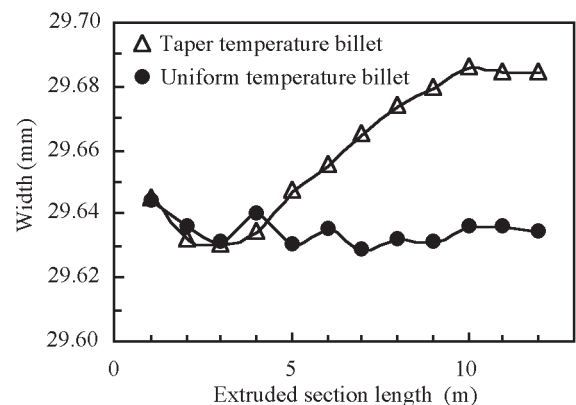 29.70
Taper temperature billet
Uniform temperature billet
29.68
29.66
29.64
29.62
29.60
Width (mm)
0 5 10
Extruded section length (m)